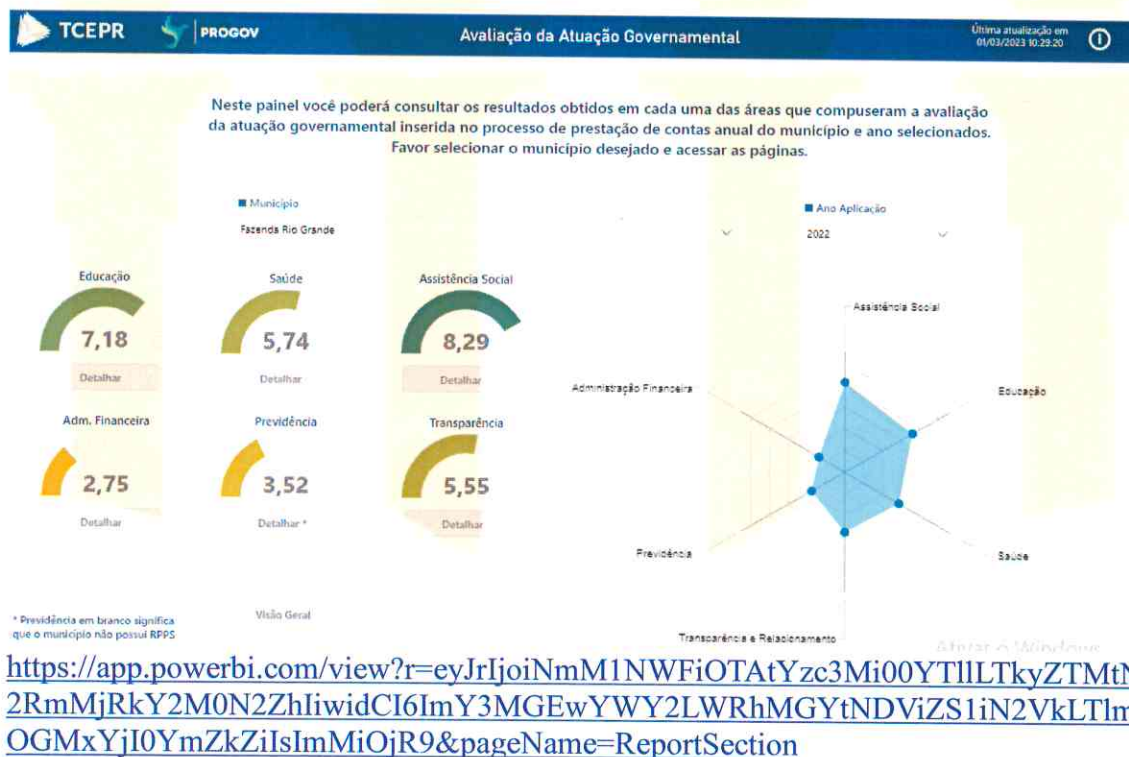 TCEPR
PROGOV
Avaliação da Atuação Governamental
Última atualização em
01/03/2023 10:29:20
Neste painel você poderá consultar os resultados obtidos em cada uma das áreas que compuseram a avaliação
da atuação governamental inserida no processo de prestação de contas anual do município e ano selecionados.
Favor selecionar o município desejado e acessar as páginas.
Município
Fazenda Rio Grande
Ano Aplicação
2022
Educação
7,18
Detalhar
Saúde
5,74
Detalhar
Assistência Social
8,29
Detalhar
Adm. Financeira
2,75
Detalhar
Previdência
3,52
Detalhar *
Transparência
5,55
Detalhar
Assistência Social
Administração Financeira
Educação
Previdência
Saúde
Transparência e Relacionamento
* Previdência em branco significa
que o município não possui RPPS
Visão Geral
Ativar o Windows
https://app.powerbi.com/view?r=eyJrIjoiNmM1NWFiOTAtYzc3Mi00YTllLTkyZTMtN
2RmMjRkY2M0N2ZhIiwidCI6ImY3MGEwYWY2LWRhMGYtNDViZS1iN2VkLTlm
OGMxYjI0YmZkZiIsImMiOjR9&pageName=ReportSection